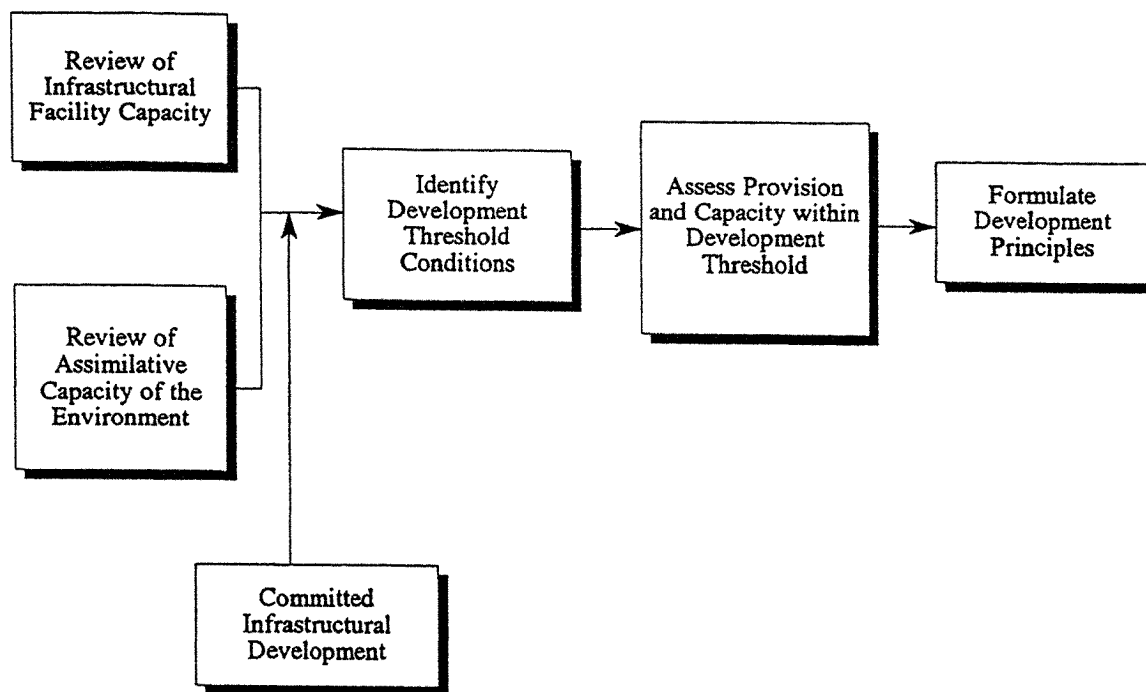 Review of
Infrastructural
Facility Capacity
Review of
Assimilative
Capacity of the
Environment
Committed
Infrastructural
Development
Identify
Development
Threshold
Conditions
Assess Provision
and Capacity within
Development
Threshold
Formulate
Development
Principles